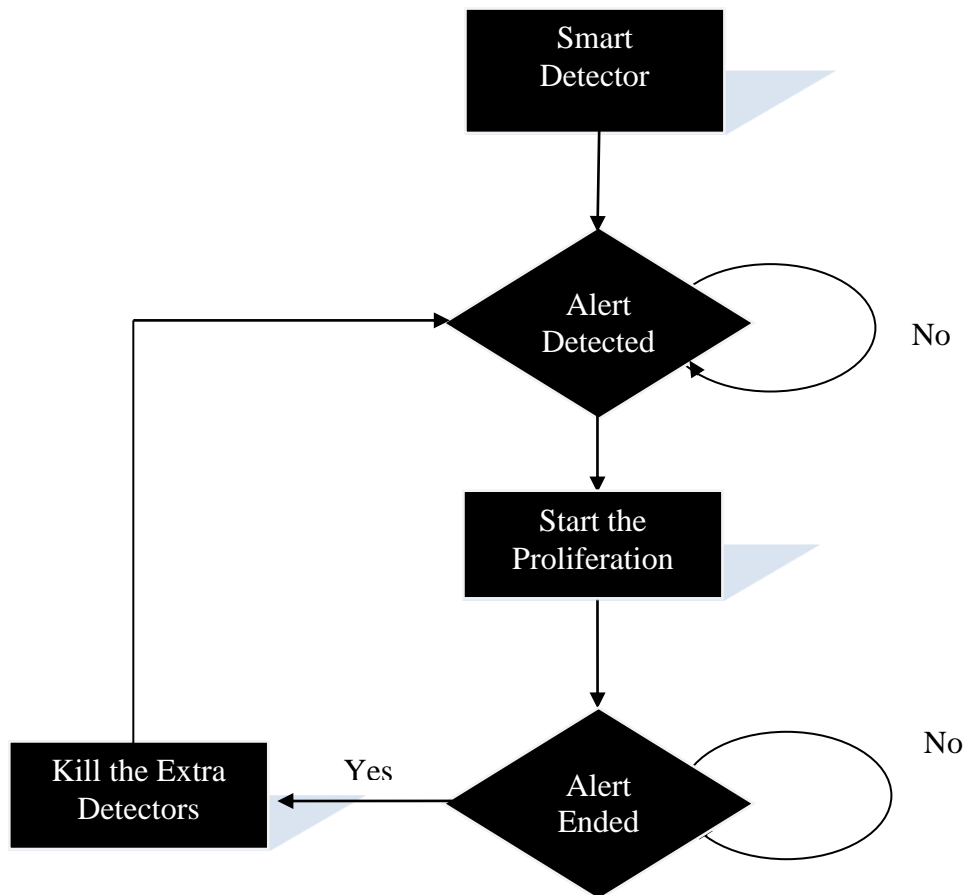 Smart
Detector
Alert
Detected
No
Start the
Proliferation
No
Kill the Extra
Detectors
Yes
Alert
Ended